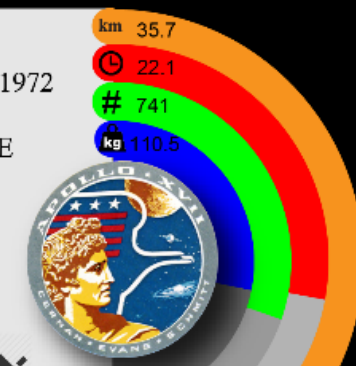 km 35.7
1972
22.1
# 741
E
kg 110.5
APOLLO XVII
CERNAN • EVANS • SCHMITT